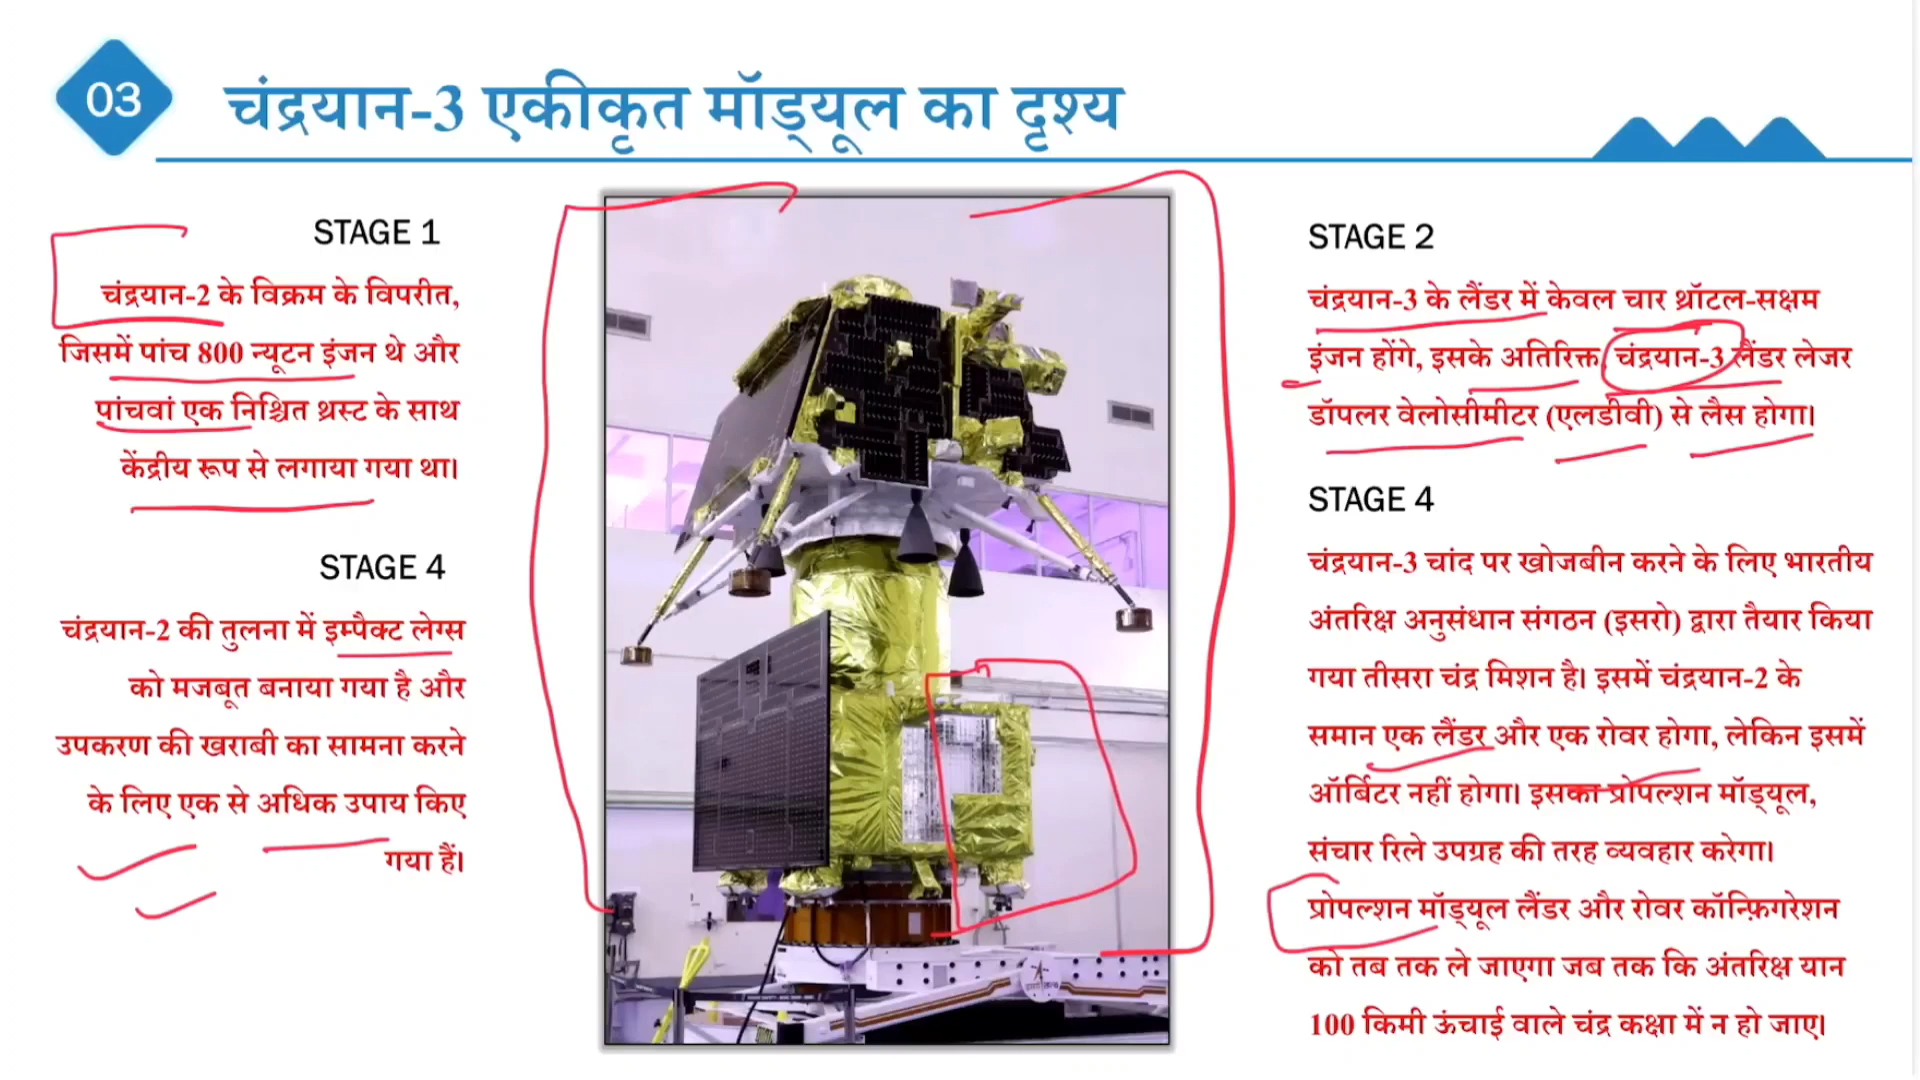 03
चंद्रयान-3 एकीकृत मॉड्यूल का दृश्य
STAGE 1
चंद्रयान-2 के विक्रम के विपरीत,
जिसमें पांच 800 न्यूटन इंजन थे और
पांचवां एक निश्चित थ्रस्ट के साथ
केंद्रीय रूप से लगाया गया था।
STAGE 4
चंद्रयान-2 की तुलना में इम्पैक्ट लेग्स
को मजबूत बनाया गया है और
उपकरण की खराबी का सामना करने
के लिए एक से अधिक उपाय किए
गया हैं।
STAGE 2
चंद्रयान-3 के लैंडर में केवल चार थ्रॉटल-सक्षम
इंजन होंगे, इसके अतिरिक्त, चंद्रयान-3 लैंडर लेजर
डॉपलर वेलोसीमीटर (एलडीवी) से लैस होगा।
STAGE 4
चंद्रयान-3 चांद पर खोजबीन करने के लिए भारतीय
अंतरिक्ष अनुसंधान संगठन (इसरो) द्वारा तैयार किया
गया तीसरा चंद्र मिशन है। इसमें चंद्रयान-2 के
समान एक लैंडर और एक रोवर होगा, लेकिन इसमें
ऑर्बिटर नहीं होगा। इसका प्रोपल्शन मॉड्यूल,
संचार रिले उपग्रह की तरह व्यवहार करेगा।
प्रोपल्शन मॉड्यूल लैंडर और रोवर कॉन्फ़िगरेशन
को तब तक ले जाएगा जब तक कि अंतरिक्ष यान
100 किमी ऊंचाई वाले चंद्र कक्षा में न हो जाए।